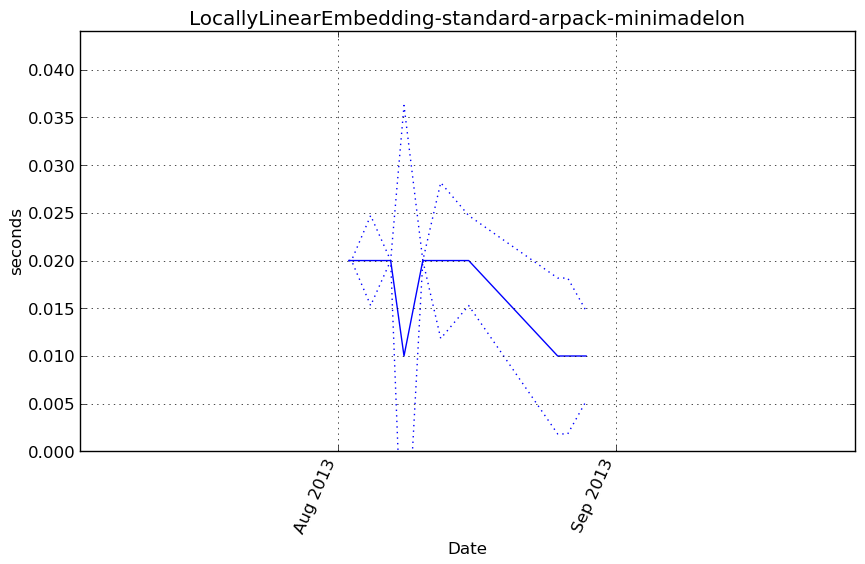 LocallyLinearEmbedding-standard-arpack-minimadelon
0.040
0.035
0.030
0.025
0.020
0.015
0.010
0.005
0.000
seconds
Aug 2013
Sep 2013
Date